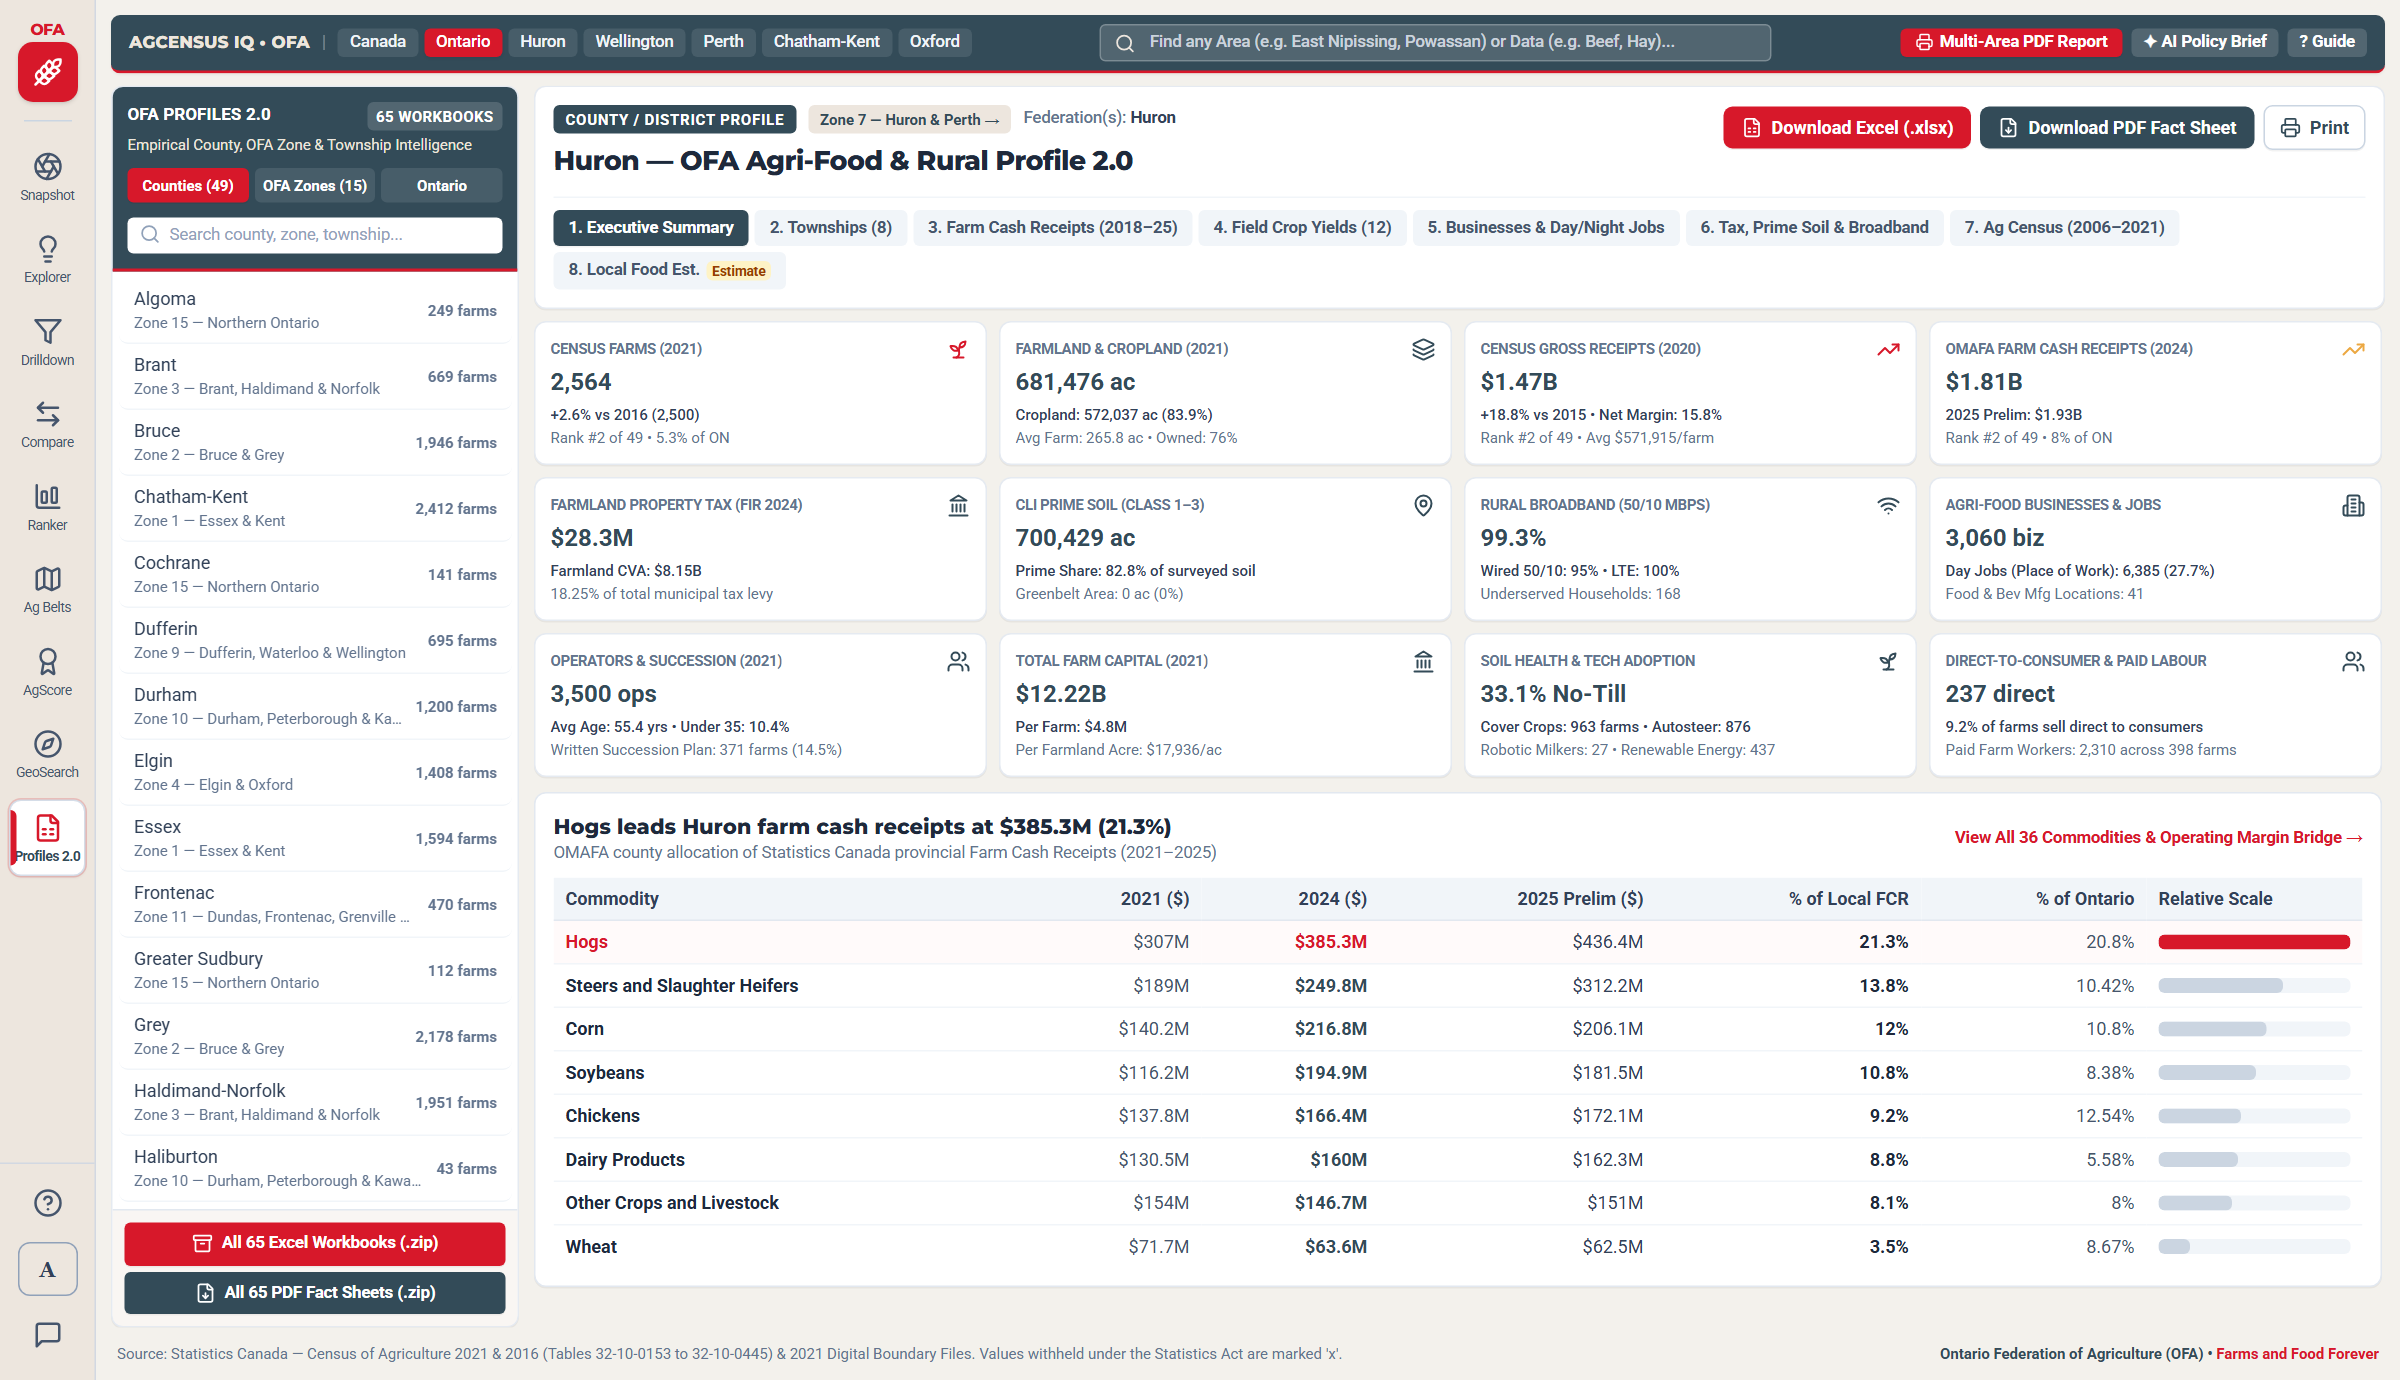 OFA
Snapshot
Explorer
Drilldown
Compare
Ranker
Ag Belts
AgScore
GeoSearch
Profiles 2.0
A
AGCENSUS IQ • OFA | Canada Ontario Huron Wellington Perth Chatham-Kent Oxford
Find any Area (e.g. East Nipissing, Powassan) or Data (e.g. Beef, Hay)...
Multi-Area PDF Report ✦ AI Policy Brief ? Guide
OFA PROFILES 2.0 65 WORKBOOKS
Empirical County, OFA Zone & Township Intelligence
Counties (49) OFA Zones (15) Ontario
Search county, zone, township...
Algoma
Zone 15 — Northern Ontario
249 farms
Brant
Zone 3 — Brant, Haldimand & Norfolk
669 farms
Bruce
Zone 2 — Bruce & Grey
1,946 farms
Chatham-Kent
Zone 1 — Essex & Kent
2,412 farms
Cochrane
Zone 15 — Northern Ontario
141 farms
Dufferin
Zone 9 — Dufferin, Waterloo & Wellington
695 farms
Durham
Zone 10 — Durham, Peterborough & Ka...
1,200 farms
Elgin
Zone 4 — Elgin & Oxford
1,408 farms
Essex
Zone 1 — Essex & Kent
1,594 farms
Frontenac
Zone 11 — Dundas, Frontenac, Grenville ...
470 farms
Greater Sudbury
Zone 15 — Northern Ontario
112 farms
Grey
Zone 2 — Bruce & Grey
2,178 farms
Haldimand-Norfolk
Zone 3 — Brant, Haldimand & Norfolk
1,951 farms
Haliburton
Zone 10 — Durham, Peterborough & Kawa...
43 farms
All 65 Excel Workbooks (.zip)
All 65 PDF Fact Sheets (.zip)
COUNTY / DISTRICT PROFILE Zone 7 — Huron & Perth → Federation(s): Huron
Huron — OFA Agri-Food & Rural Profile 2.0
Download Excel (.xlsx) Download PDF Fact Sheet Print
1. Executive Summary 2. Townships (8) 3. Farm Cash Receipts (2018–25) 4. Field Crop Yields (12) 5. Businesses & Day/Night Jobs 6. Tax, Prime Soil & Broadband 7. Ag Census (2006–2021)
8. Local Food Est. Estimate
CENSUS FARMS (2021)
2,564
+2.6% vs 2016 (2,500)
Rank #2 of 49 • 5.3% of ON
FARMLAND & CROPLAND (2021)
681,476 ac
Cropland: 572,037 ac (83.9%)
Avg Farm: 265.8 ac • Owned: 76%
CENSUS GROSS RECEIPTS (2020)
$1.47B
+18.8% vs 2015 • Net Margin: 15.8%
Rank #2 of 49 • Avg $571,915/farm
OMAFA FARM CASH RECEIPTS (2024)
$1.81B
2025 Prelim: $1.93B
Rank #2 of 49 • 8% of ON
FARMLAND PROPERTY TAX (FIR 2024)
$28.3M
Farmland CVA: $8.15B
18.25% of total municipal tax levy
CLI PRIME SOIL (CLASS 1–3)
700,429 ac
Prime Share: 82.8% of surveyed soil
Greenbelt Area: 0 ac (0%)
RURAL BROADBAND (50/10 MBPS)
99.3%
Wired 50/10: 95% • LTE: 100%
Underserved Households: 168
AGRI-FOOD BUSINESSES & JOBS
3,060 biz
Day Jobs (Place of Work): 6,385 (27.7%)
Food & Bev Mfg Locations: 41
OPERATORS & SUCCESSION (2021)
3,500 ops
Avg Age: 55.4 yrs • Under 35: 10.4%
Written Succession Plan: 371 farms (14.5%)
TOTAL FARM CAPITAL (2021)
$12.22B
Per Farm: $4.8M
Per Farmland Acre: $17,936/ac
SOIL HEALTH & TECH ADOPTION
33.1% No-Till
Cover Crops: 963 farms • Autosteer: 876
Robotic Milkers: 27 • Renewable Energy: 437
DIRECT-TO-CONSUMER & PAID LABOUR
237 direct
9.2% of farms sell direct to consumers
Paid Farm Workers: 2,310 across 398 farms
Hogs leads Huron farm cash receipts at $385.3M (21.3%)
OMAFA county allocation of Statistics Canada provincial Farm Cash Receipts (2021–2025)
View All 36 Commodities & Operating Margin Bridge →
Commodity 2021 ($) 2024 ($) 2025 Prelim ($) % of Local FCR % of Ontario Relative Scale
Hogs $307M $385.3M $436.4M 21.3% 20.8%
Steers and Slaughter Heifers $189M $249.8M $312.2M 13.8% 10.42%
Corn $140.2M $216.8M $206.1M 12% 10.8%
Soybeans $116.2M $194.9M $181.5M 10.8% 8.38%
Chickens $137.8M $166.4M $172.1M 9.2% 12.54%
Dairy Products $130.5M $160M $162.3M 8.8% 5.58%
Other Crops and Livestock $154M $146.7M $151M 8.1% 8%
Wheat $71.7M $63.6M $62.5M 3.5% 8.67%
Source: Statistics Canada — Census of Agriculture 2021 & 2016 (Tables 32-10-0153 to 32-10-0445) & 2021 Digital Boundary Files. Values withheld under the Statistics Act are marked 'x'.
Ontario Federation of Agriculture (OFA) • Farms and Food Forever